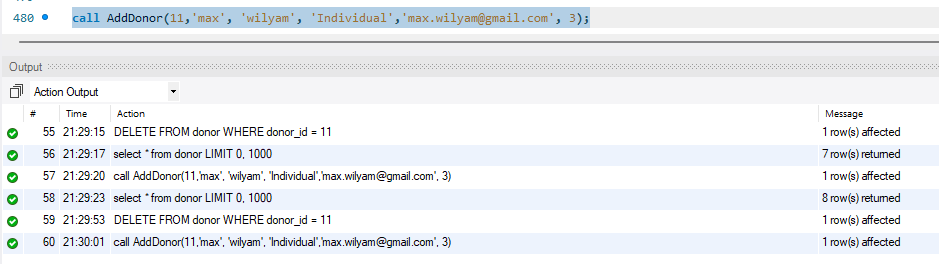 480 call AddDonor(11,'max', 'wilyam', 'Individual','max.wilyam@gmail.com', 3);
Output
Action Output
# Time Action Message
55 21:29:15 DELETE FROM donor WHERE donor_id = 11 1 row(s) affected
56 21:29:17 select * from donor LIMIT 0, 1000 7 row(s) returned
57 21:29:20 call AddDonor(11,'max', 'wilyam', 'Individual','max.wilyam@gmail.com', 3) 1 row(s) affected
58 21:29:23 select * from donor LIMIT 0, 1000 8 row(s) returned
59 21:29:53 DELETE FROM donor WHERE donor_id = 11 1 row(s) affected
60 21:30:01 call AddDonor(11,'max', 'wilyam', 'Individual','max.wilyam@gmail.com', 3) 1 row(s) affected